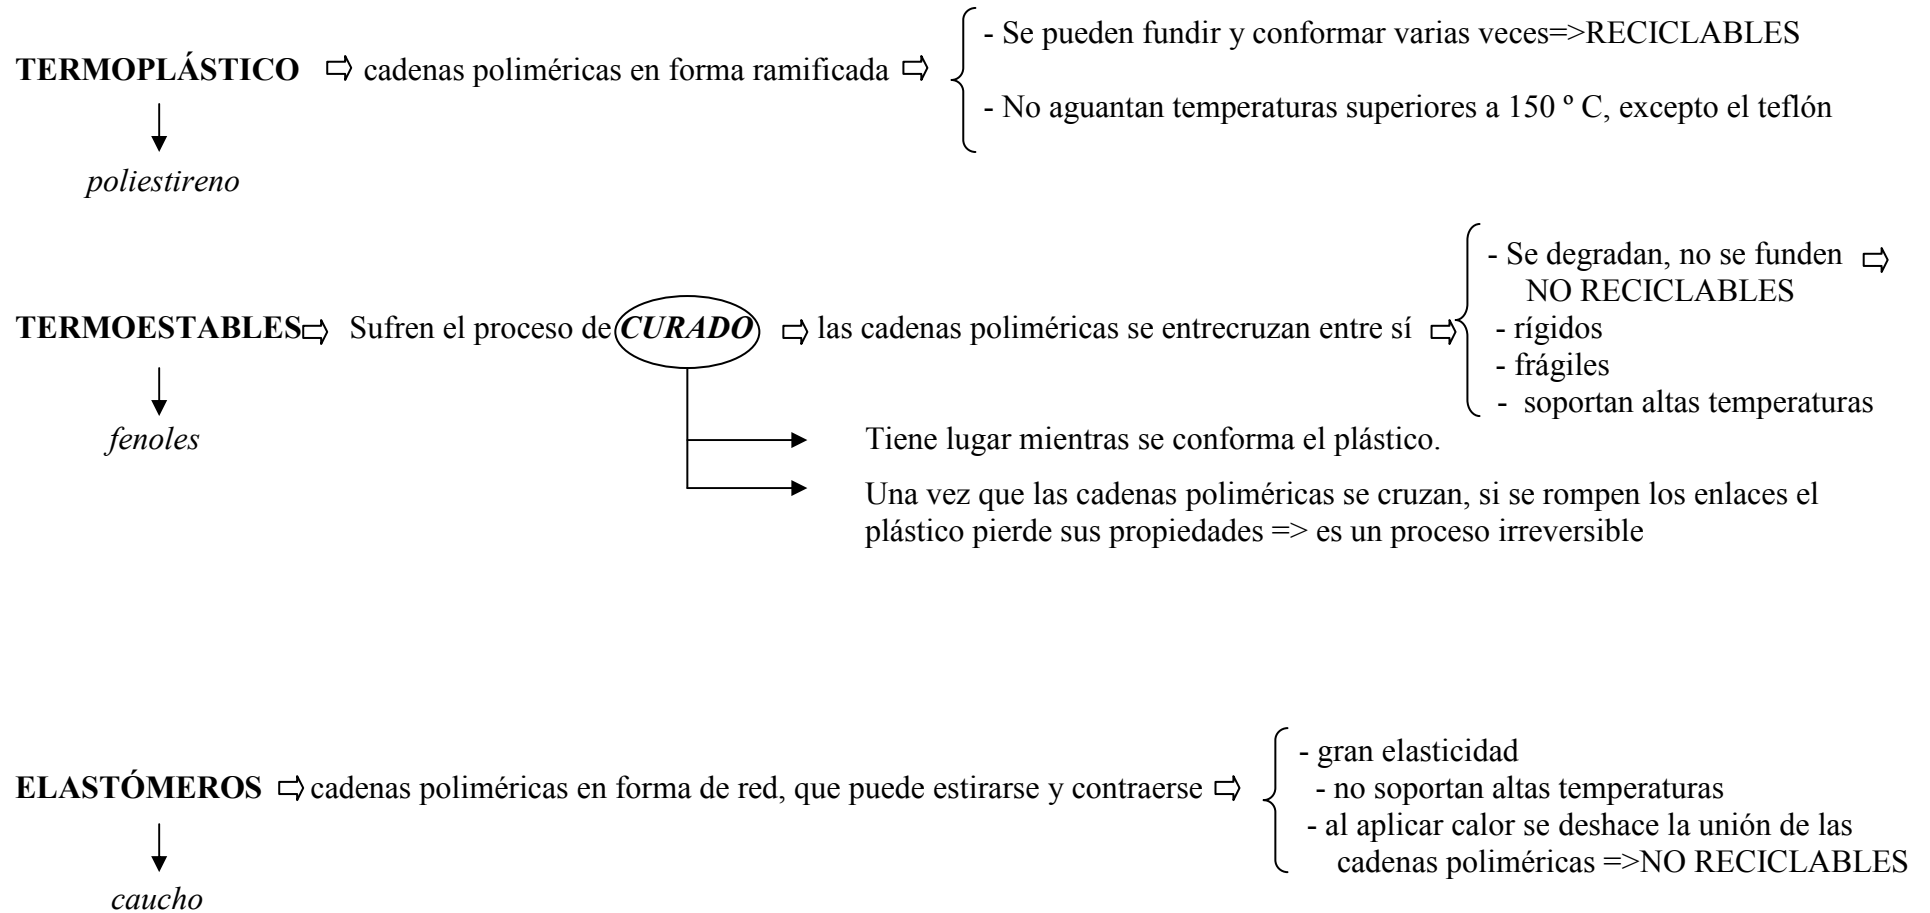 - Se pueden fundir y conformar varias veces=>RECICLABLES
TERMOPLÁSTICO ⇨ cadenas poliméricas en forma ramificada ⇨
- No aguantan temperaturas superiores a 150 º C, excepto el teflón
poliestireno
- Se degradan, no se funden ⇨
NO RECICLABLES
TERMOESTABLES⇨ Sufren el proceso de CURADO ⇨ las cadenas poliméricas se entrecruzan entre sí ⇨
- rígidos
- frágiles
- soportan altas temperaturas
fenoles
Tiene lugar mientras se conforma el plástico.
Una vez que las cadenas poliméricas se cruzan, si se rompen los enlaces el
plástico pierde sus propiedades => es un proceso irreversible
- gran elasticidad
ELASTÓMEROS ⇨ cadenas poliméricas en forma de red, que puede estirarse y contraerse ⇨
- no soportan altas temperaturas
- al aplicar calor se deshace la unión de las
cadenas poliméricas =>NO RECICLABLES
caucho